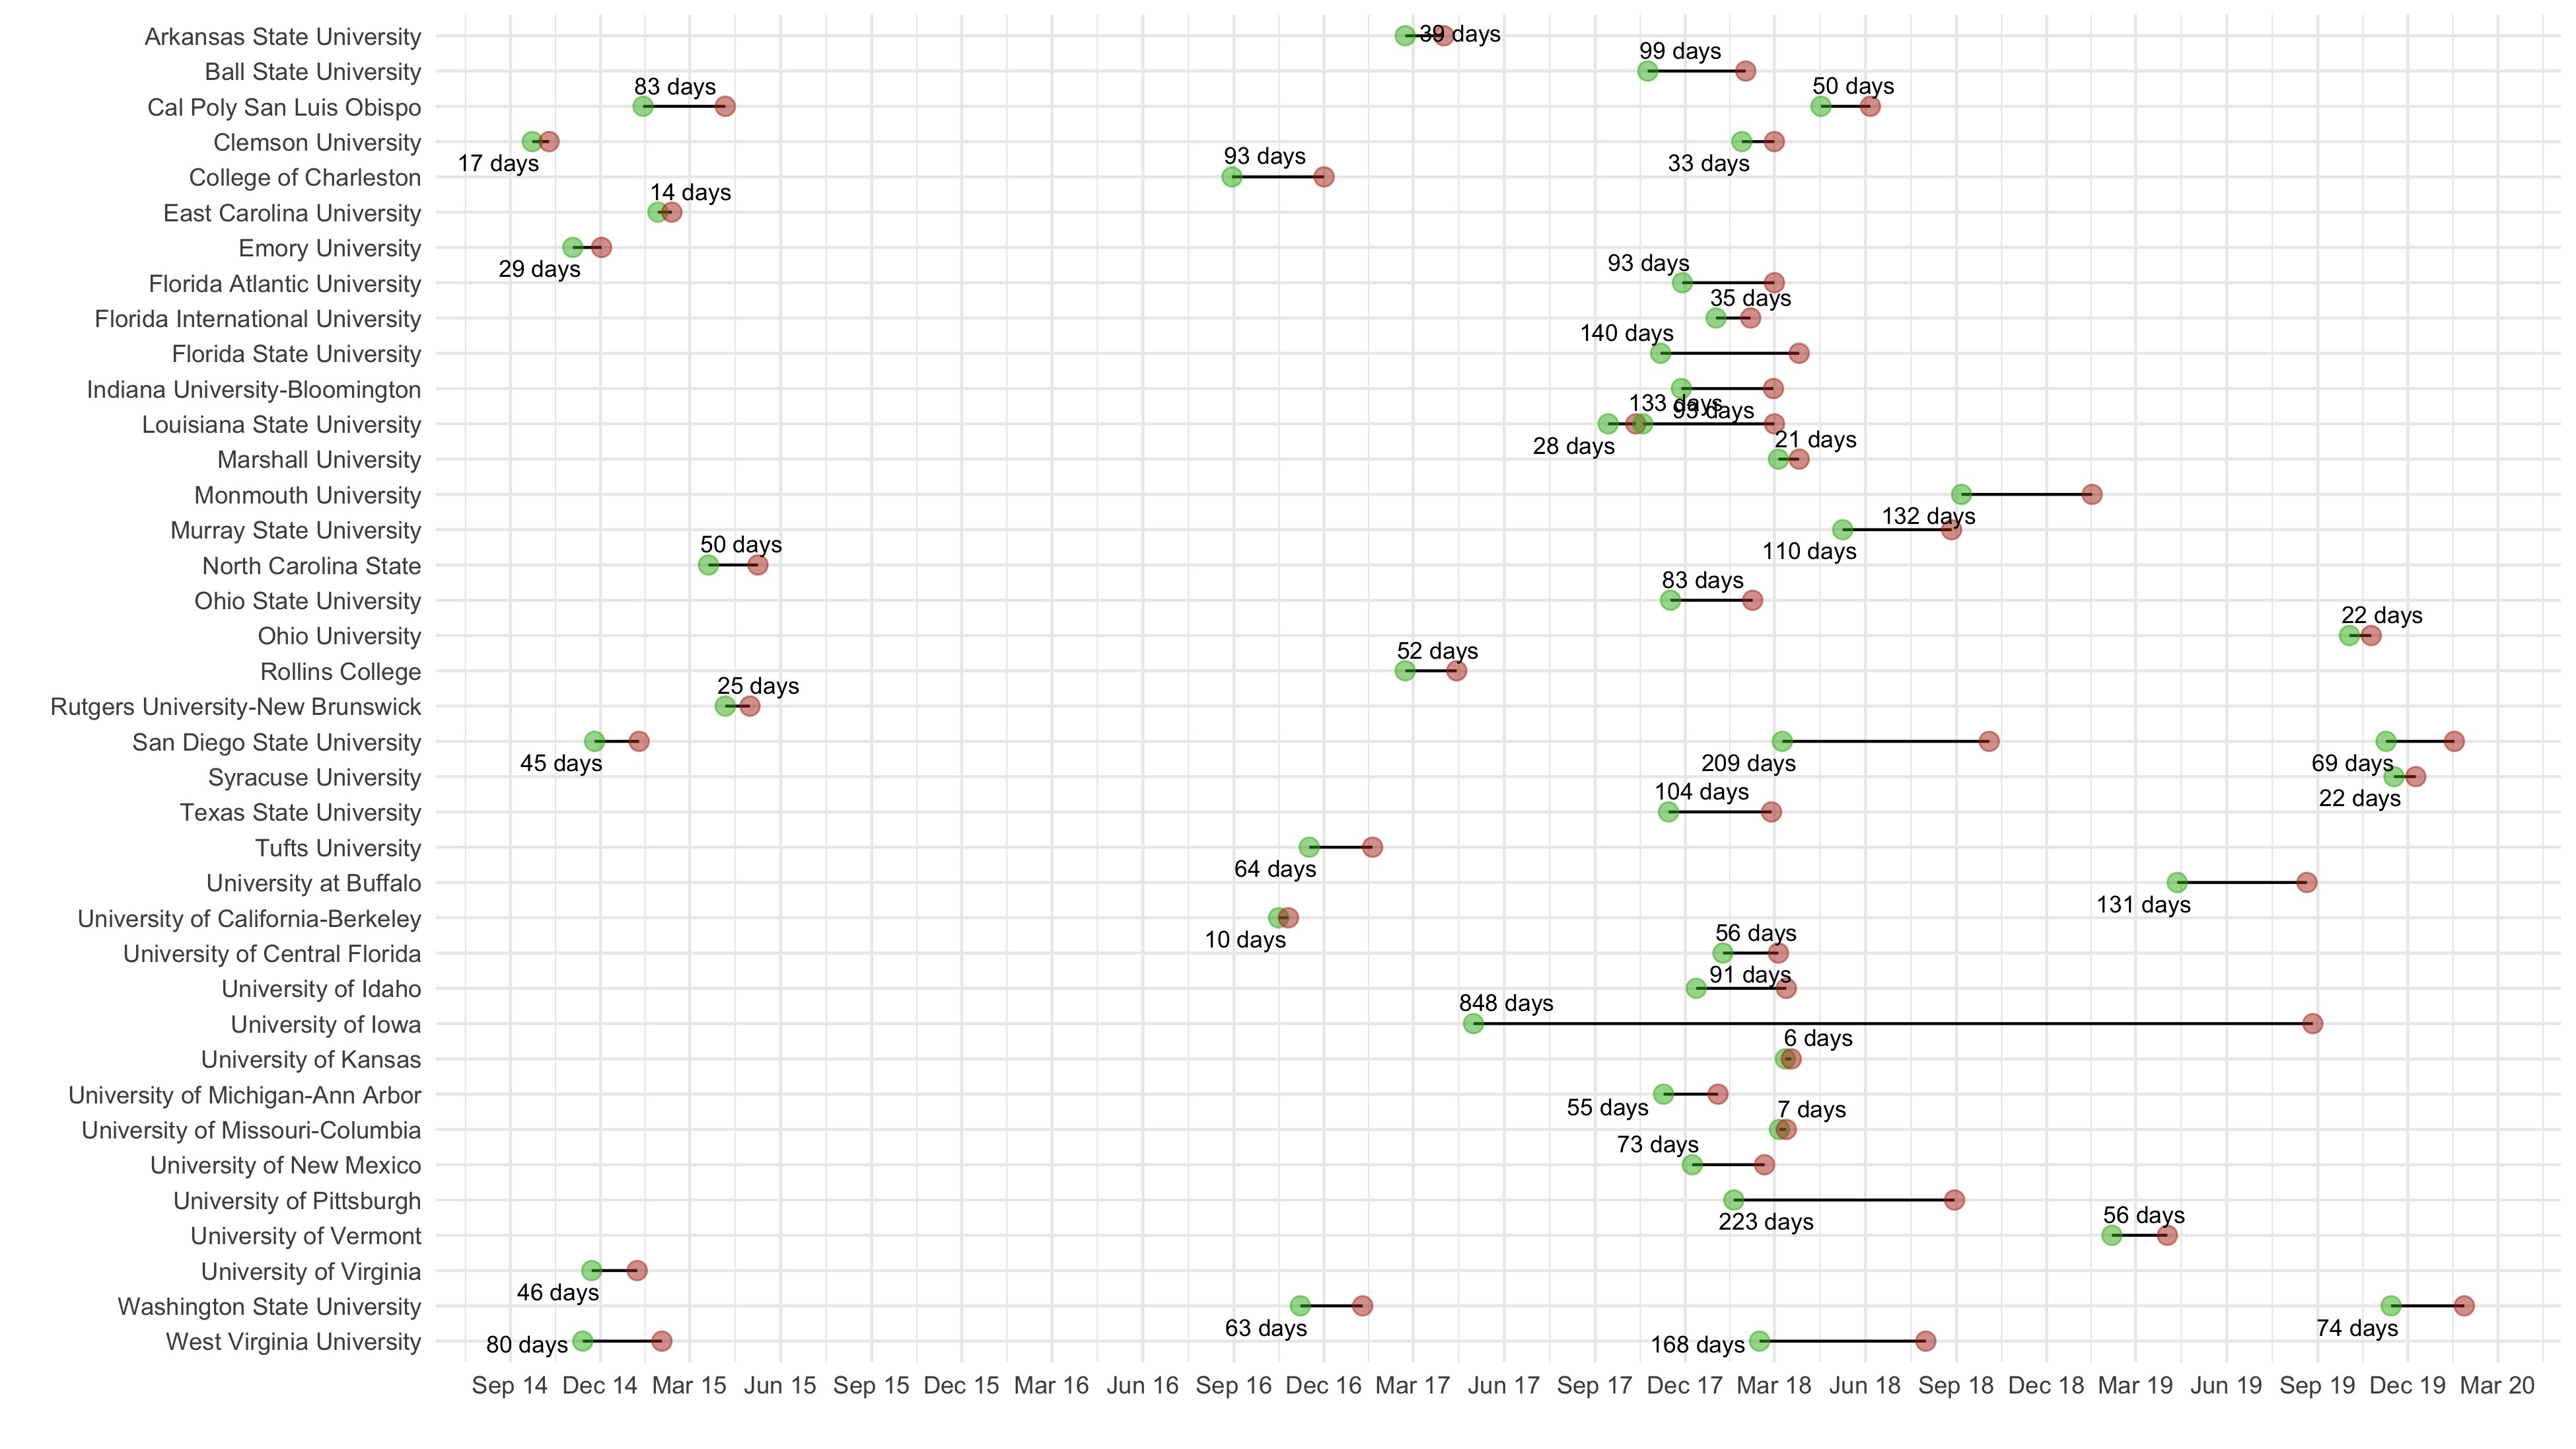 Arkansas State University
39 days
Ball State University
99 days
Cal Poly San Luis Obispo
83 days
50 days
Clemson University
17 days
33 days
College of Charleston
93 days
East Carolina University
14 days
Emory University
29 days
Florida Atlantic University
93 days
Florida International University
35 days
Florida State University
140 days
Indiana University-Bloomington
93 days
Louisiana State University
28 days
133 days
Marshall University
21 days
Monmouth University
132 days
Murray State University
110 days
North Carolina State
50 days
Ohio State University
83 days
Ohio University
22 days
Rollins College
52 days
Rutgers University-New Brunswick
25 days
San Diego State University
45 days
209 days
69 days
Syracuse University
22 days
Texas State University
104 days
Tufts University
64 days
University at Buffalo
131 days
University of California-Berkeley
10 days
University of Central Florida
56 days
University of Idaho
91 days
University of Iowa
848 days
University of Kansas
6 days
University of Michigan-Ann Arbor
55 days
University of Missouri-Columbia
7 days
University of New Mexico
73 days
University of Pittsburgh
223 days
University of Vermont
56 days
University of Virginia
46 days
Washington State University
63 days
74 days
West Virginia University
80 days
168 days
Sep 14
Dec 14
Mar 15
Jun 15
Sep 15
Dec 15
Mar 16
Jun 16
Sep 16
Dec 16
Mar 17
Jun 17
Sep 17
Dec 17
Mar 18
Jun 18
Sep 18
Dec 18
Mar 19
Jun 19
Sep 19
Dec 19
Mar 20